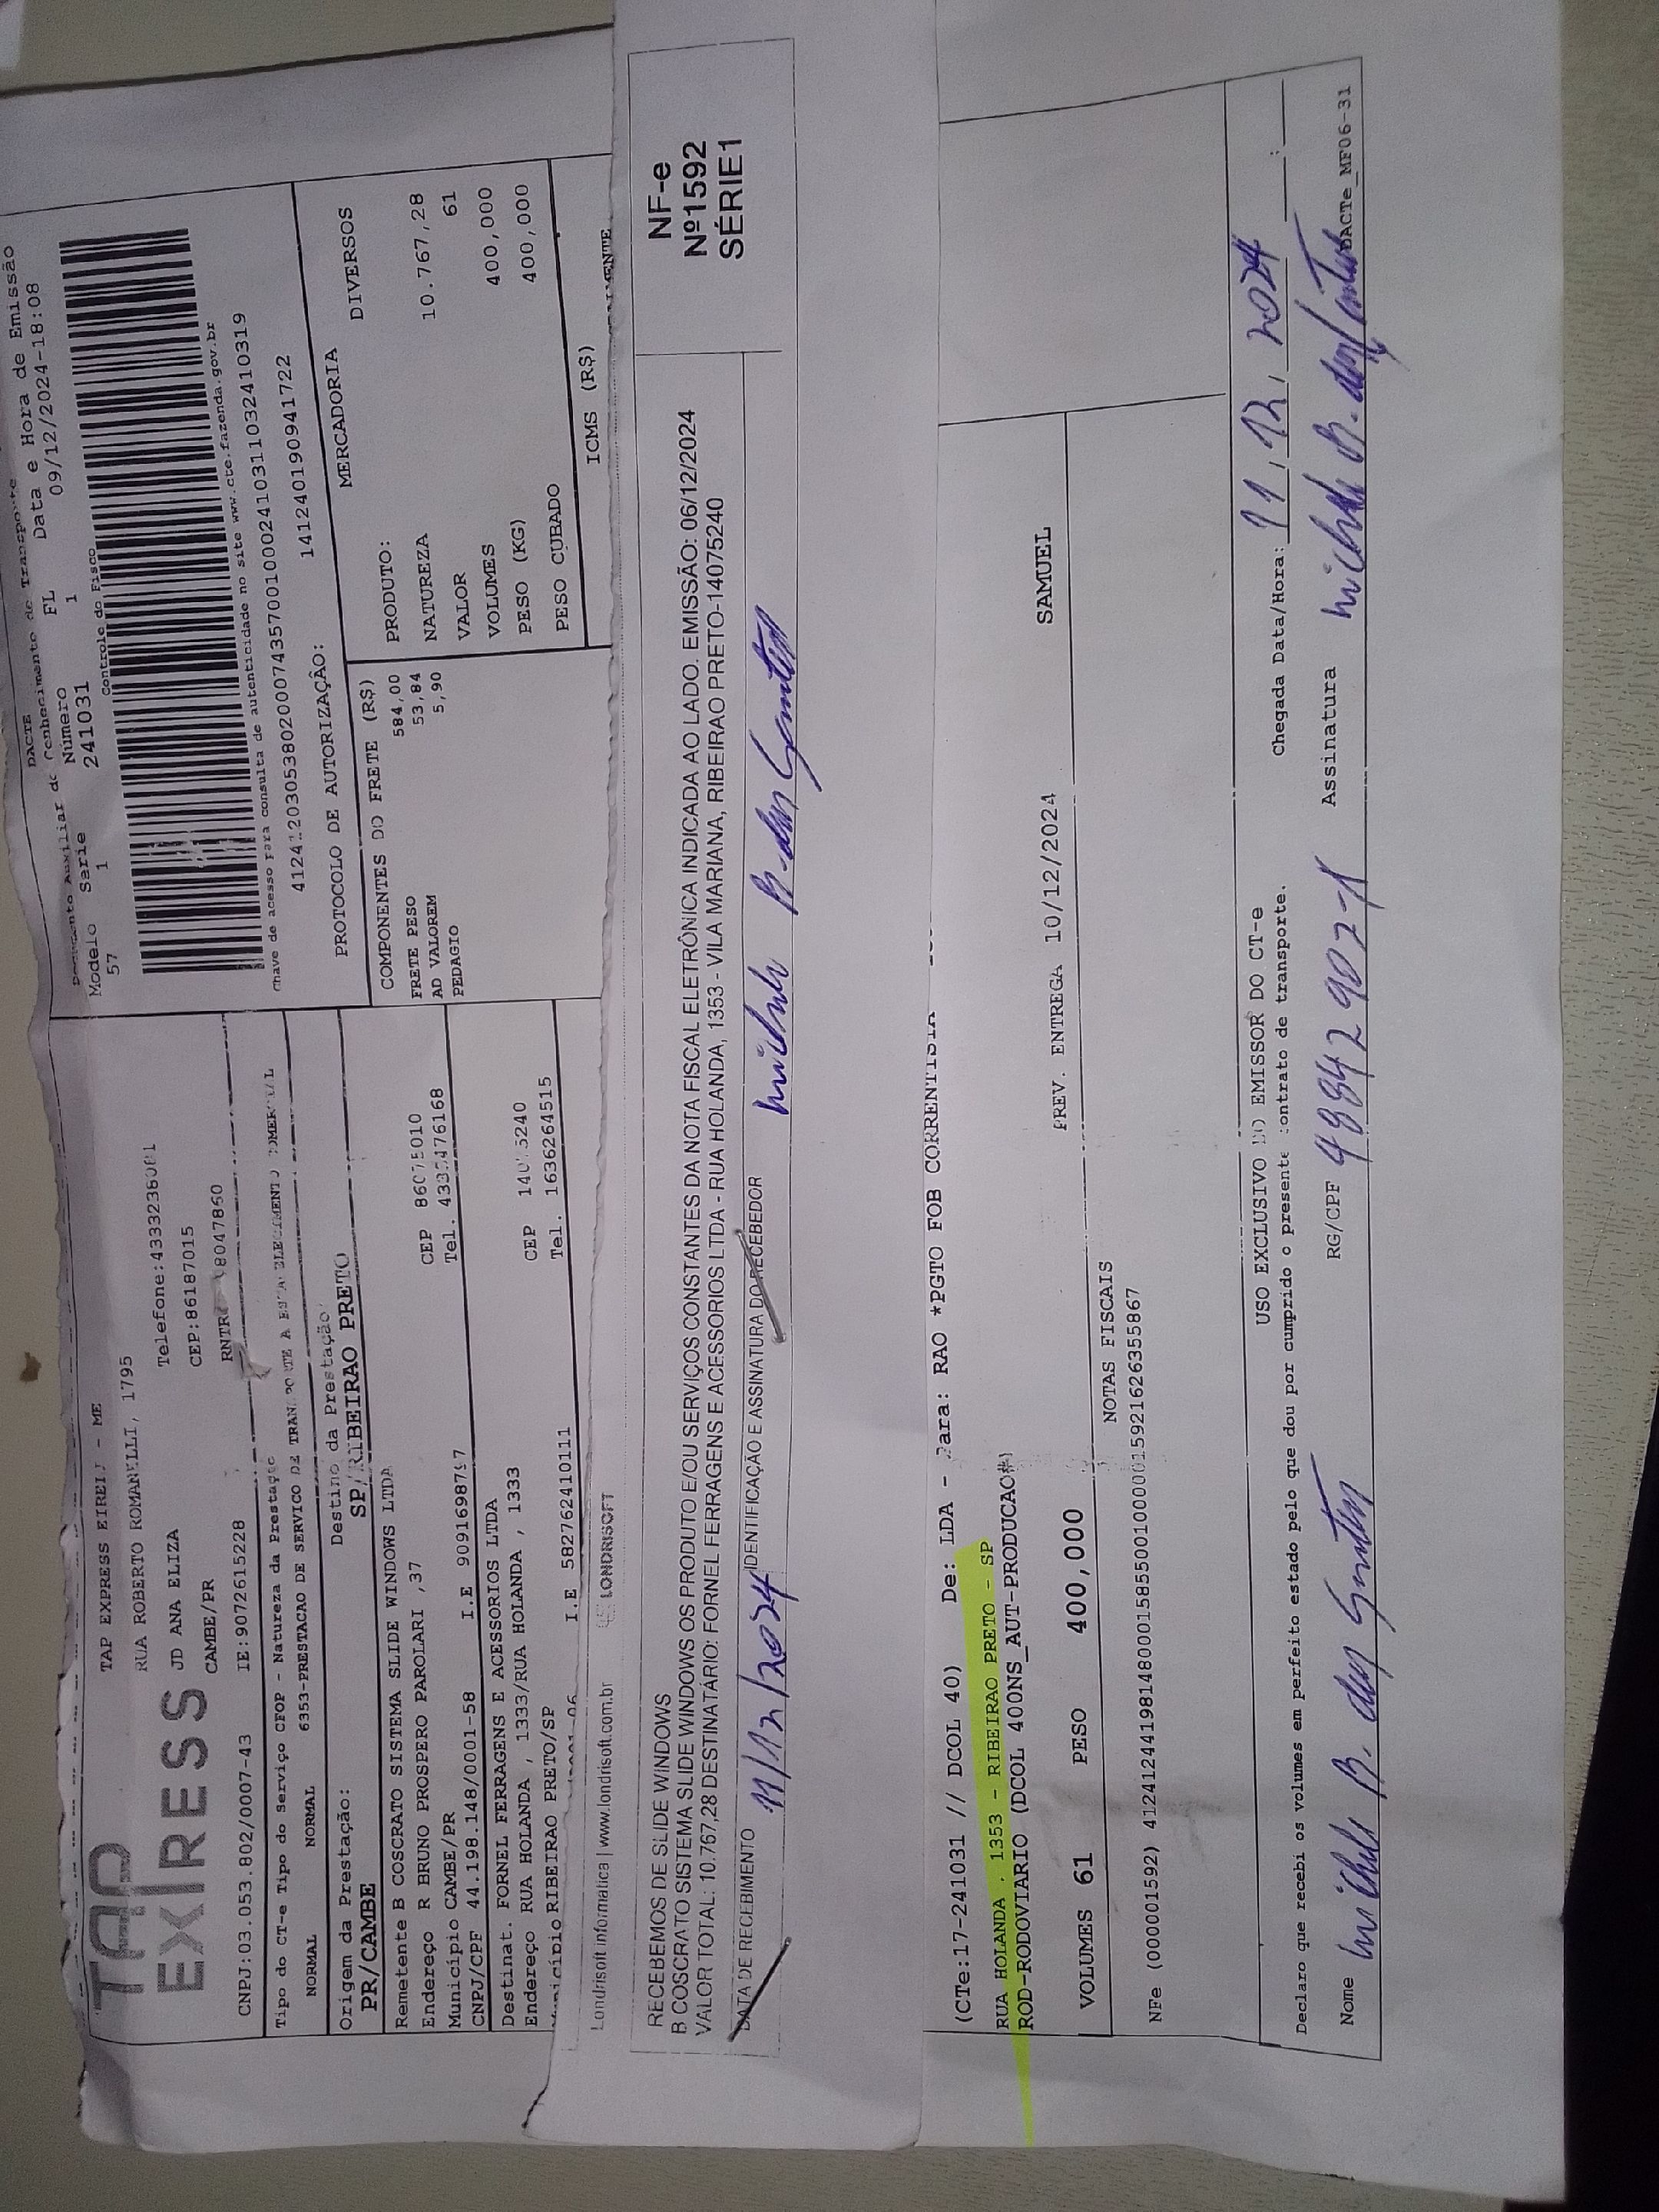 DACTE
Documento Auxiliar do Conhecimento de Transporte
Modelo Serie Número FL Data e Hora de Emissão
57 1 241031 1 09/12/2024-18:08
Controle do Fisco
Chave de acesso para consulta de autenticidade no site www.cte.fazenda.gov.br
PROTOCOLO DE AUTORIZAÇÃO: 141240190941722
TAP
EXPRESS
TAP EXPRESS EIRELI - ME
RUA ROBERTO ROMANELLI, 1795
JD ANA ELIZA
CAMBE/PR
CEP:86187015
CNPJ:03.053.802/0007-43 IE:9072615228
Tipo do CT-e Tipo do Serviço CFOP - Natureza da Prestação
NORMAL NORMAL 6353-PRESTACAO DE SERVICO DE
Origem da Prestação: Destino da Prestação:
PR/CAMBE SP/RIBEIRAO PRETO
Remetente B COSCRATO SISTEMA SLIDE WINDOWS LTDA
Endereço R BRUNO PROSPERO PAROLARI ,37 CEP 86075010
Município CAMBE/PR
CNPJ/CPF 44.198.148/0001-58
Destinat. FORNEL FERRAGENS E ACESSORIOS LTDA
Endereço RUA HOLANDA , 1333/RUA HOLANDA , 1333 CEP
Município RIBEIRAO PRETO/SP Tel. 1636264515
I.E 582762410111
COMPONENTES DO FRETE (R$)
FRETE PESO 584,00
AD VALOREM 53,84
PEDAGIO 5,90
MERCADORIA
PRODUTO: DIVERSOS
NATUREZA
VALOR 10.767,28
VOLUMES 61
PESO (KG) 400,000
PESO CUBADO 400,000
ICMS (R$)
Londrisoft Informatica | www.londrisoft.com.br LONDRISOFT
RECEBEMOS DE SLIDE WINDOWS
B COSCRATO SISTEMA SLIDE WINDOWS OS PRODUTO E/OU SERVIÇOS CONSTANTES DA NOTA FISCAL ELETRÔNICA INDICADA AO LADO. EMISSÃO: 06/12/2024
VALOR TOTAL: 10.767,28 DESTINATÁRIO: FORNEL FERRAGENS E ACESSORIOS LTDA - RUA HOLANDA, 1353 - VILA MARIANA, RIBEIRAO PRETO-14075240
DATA DE RECEBIMENTO IDENTIFICAÇÃO E ASSINATURA DO RECEBEDOR
11/12/2024
NF-e
Nº1592
SÉRIE1
(CTe:17-241031 // DCOL 40) De: LDA - Para: RAO *PGTO FOB CORRENTISTA
RUA HOLANDA . 1353 - RIBEIRAO PRETO - SP
ROD-RODOVIARIO (DCOL 400NS_AUT-PRODUCAO#)
PREV. ENTREGA 10/12/2024 SAMUEL
VOLUMES 61 PESO 400,000
NOTAS FISCAIS
NFe (000001592) 41241244198148000158550010000015921626355867
USO EXCLUSIVO DO EMISSOR DO CT-e
Declaro que recebi os volumes em perfeito estado pelo que dou por cumprido o presente contrato de transporte.
Chegada Data/Hora: 11/12/2024
Nome RG/CPF Assinatura
DACTe_MF06-31